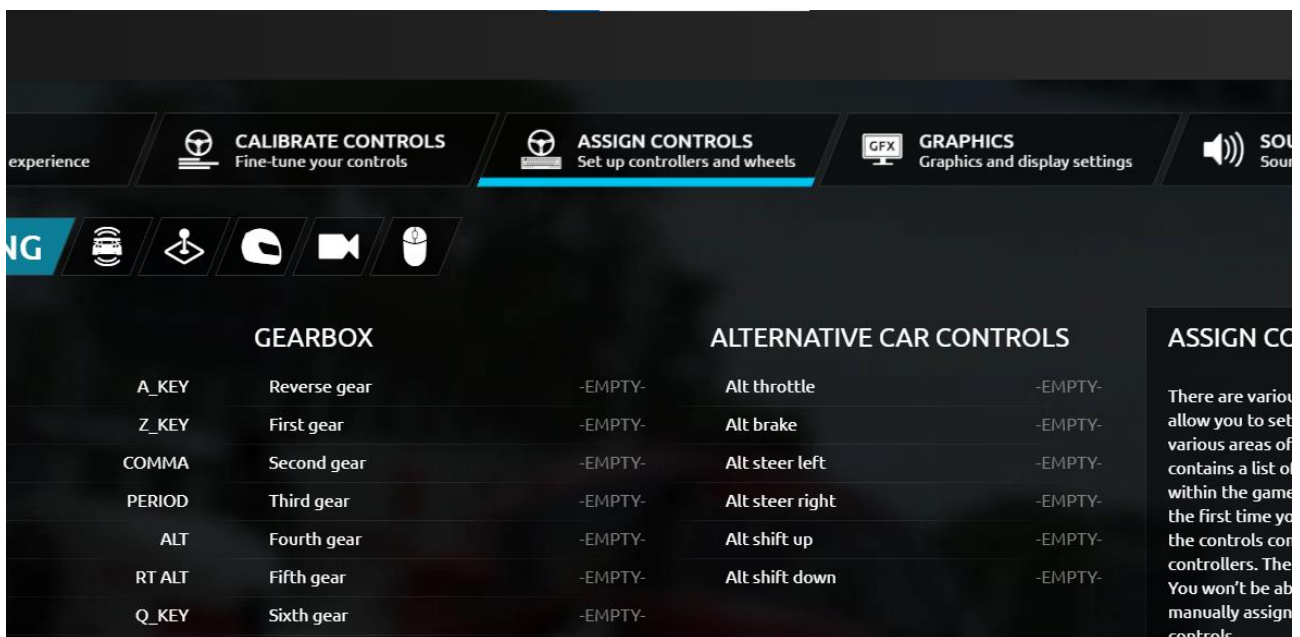 experience
CALIBRATE CONTROLS
Fine-tune your controls
ASSIGN CONTROLS
Set up controllers and wheels
GFX
GRAPHICS
Graphics and display settings
SOU
Sour
NG
GEARBOX
A_KEY Reverse gear -EMPTY-
Z_KEY First gear -EMPTY-
COMMA Second gear -EMPTY-
PERIOD Third gear -EMPTY-
ALT Fourth gear -EMPTY-
RT ALT Fifth gear -EMPTY-
Q_KEY Sixth gear -EMPTY-
ALTERNATIVE CAR CONTROLS
Alt throttle -EMPTY-
Alt brake -EMPTY-
Alt steer left -EMPTY-
Alt steer right -EMPTY-
Alt shift up -EMPTY-
Alt shift down -EMPTY-
ASSIGN CO
There are variou
allow you to set
various areas of
contains a list of
within the game
the first time yo
the controls con
controllers. The
You won't be ab
manually assign
controls